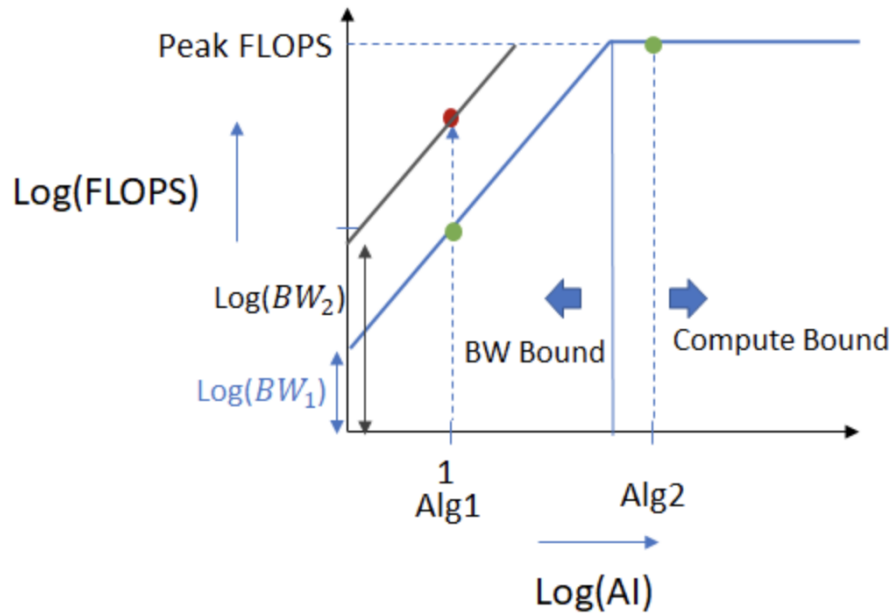 Peak FLOPS
Log(FLOPS)
Log(BW₂)
BW Bound
Compute Bound
Log(BW₁)
1
Alg1
Alg2
Log(AI)